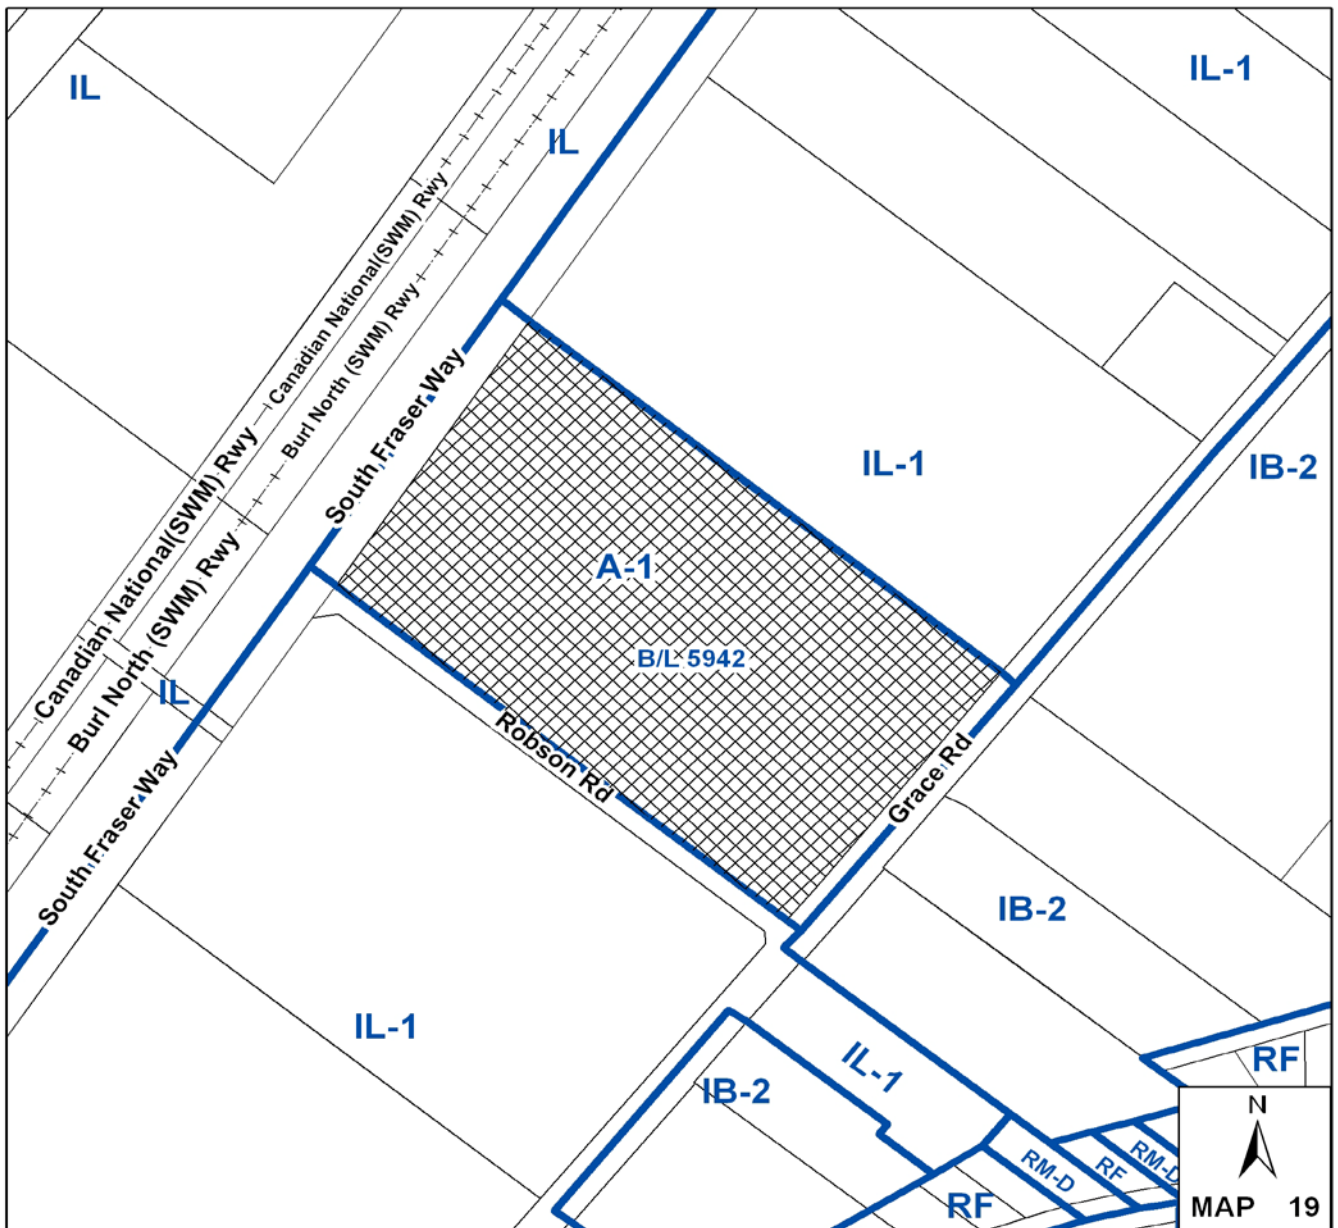 IL
IL-1
IL
Canadian National(SWM) Rwy
Burl North (SWM) Rwy
South Fraser Way
IL-1
IB-2
Canadian National(SWM) Rwy
Burl North (SWM) Rwy
A-1
B/L 5942
IL
Robson Rd
Grace Rd
South Fraser Way
IB-2
IL-1
IL-1
RF
IB-2
N
RM-D
RF
RM-D
RF
MAP 19